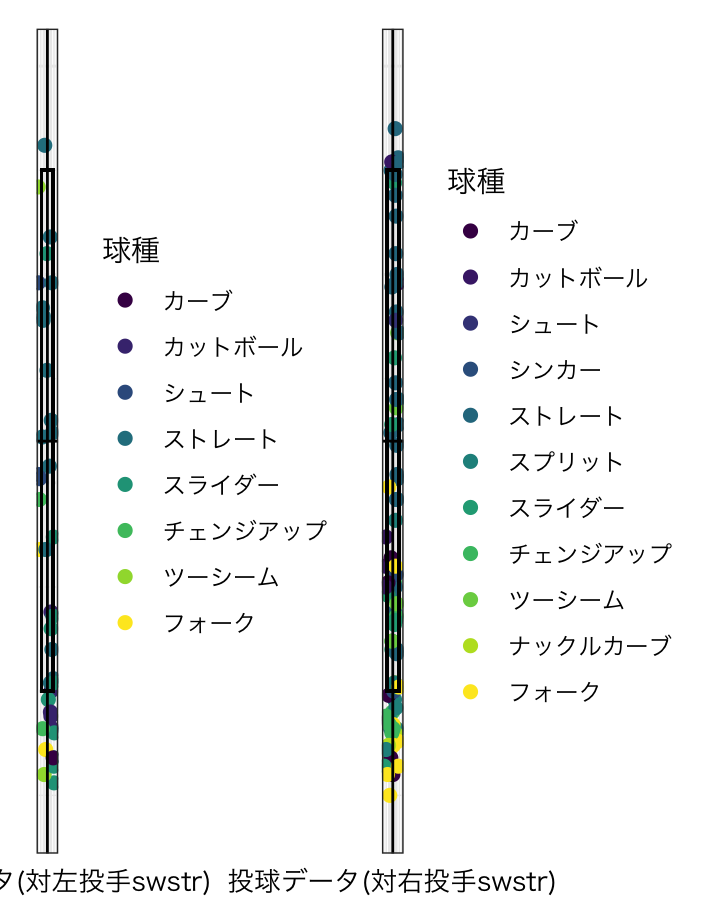 球種
カーブ
カットボール
シュート
ストレート
スライダー
チェンジアップ
ツーシーム
フォーク
球種
カーブ
カットボール
シュート
シンカー
ストレート
スプリット
スライダー
チェンジアップ
ツーシーム
ナックルカーブ
フォーク
タ(対左投手swstr)
投球データ(対右投手swstr)